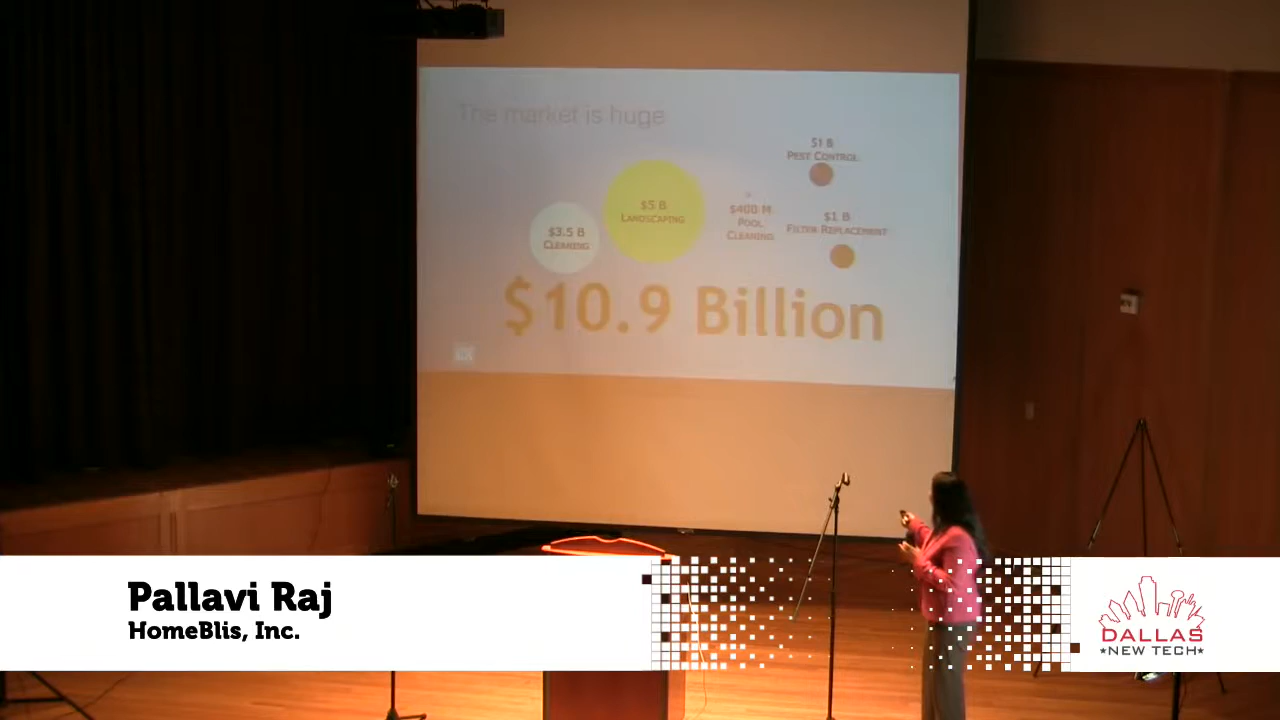 The market is huge
$1 B
PEST CONTROL
$5 B
LANDSCAPING
$400 M
POOL
CLEANING
$1 B
FILTER REPLACEMENT
$3.5 B
CLEANING
$10.9 Billion
Pallavi Raj
HomeBlis, Inc.
DALLAS
NEW TECH